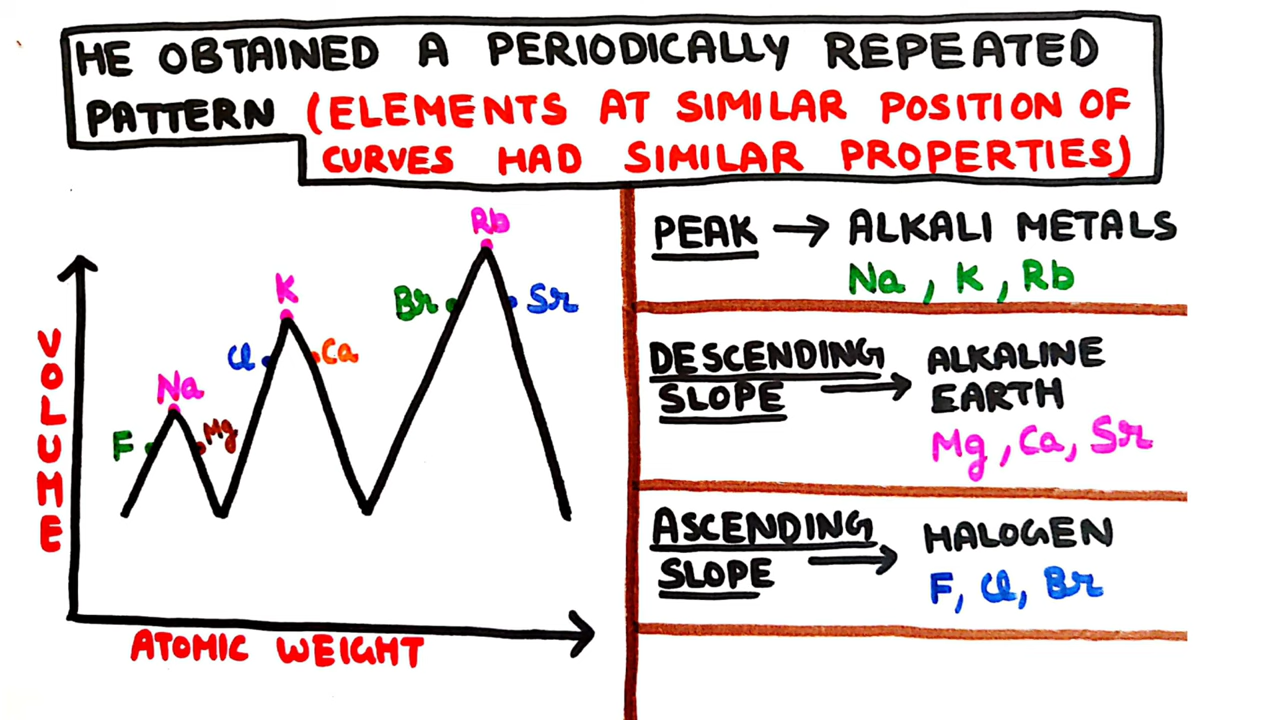 HE OBTAINED A PERIODICALLY REPEATED
PATTERN (ELEMENTS AT SIMILAR POSITION OF
CURVES HAD SIMILAR PROPERTIES)
VOLUME
F
Na
Mg
Cl
K
Ca
Br
Rb
Sr
ATOMIC WEIGHT
PEAK → ALKALI METALS
Na, K, Rb
DESCENDING
SLOPE → ALKALINE
EARTH
Mg, Ca, Sr
ASCENDING
SLOPE → HALOGEN
F, Cl, Br